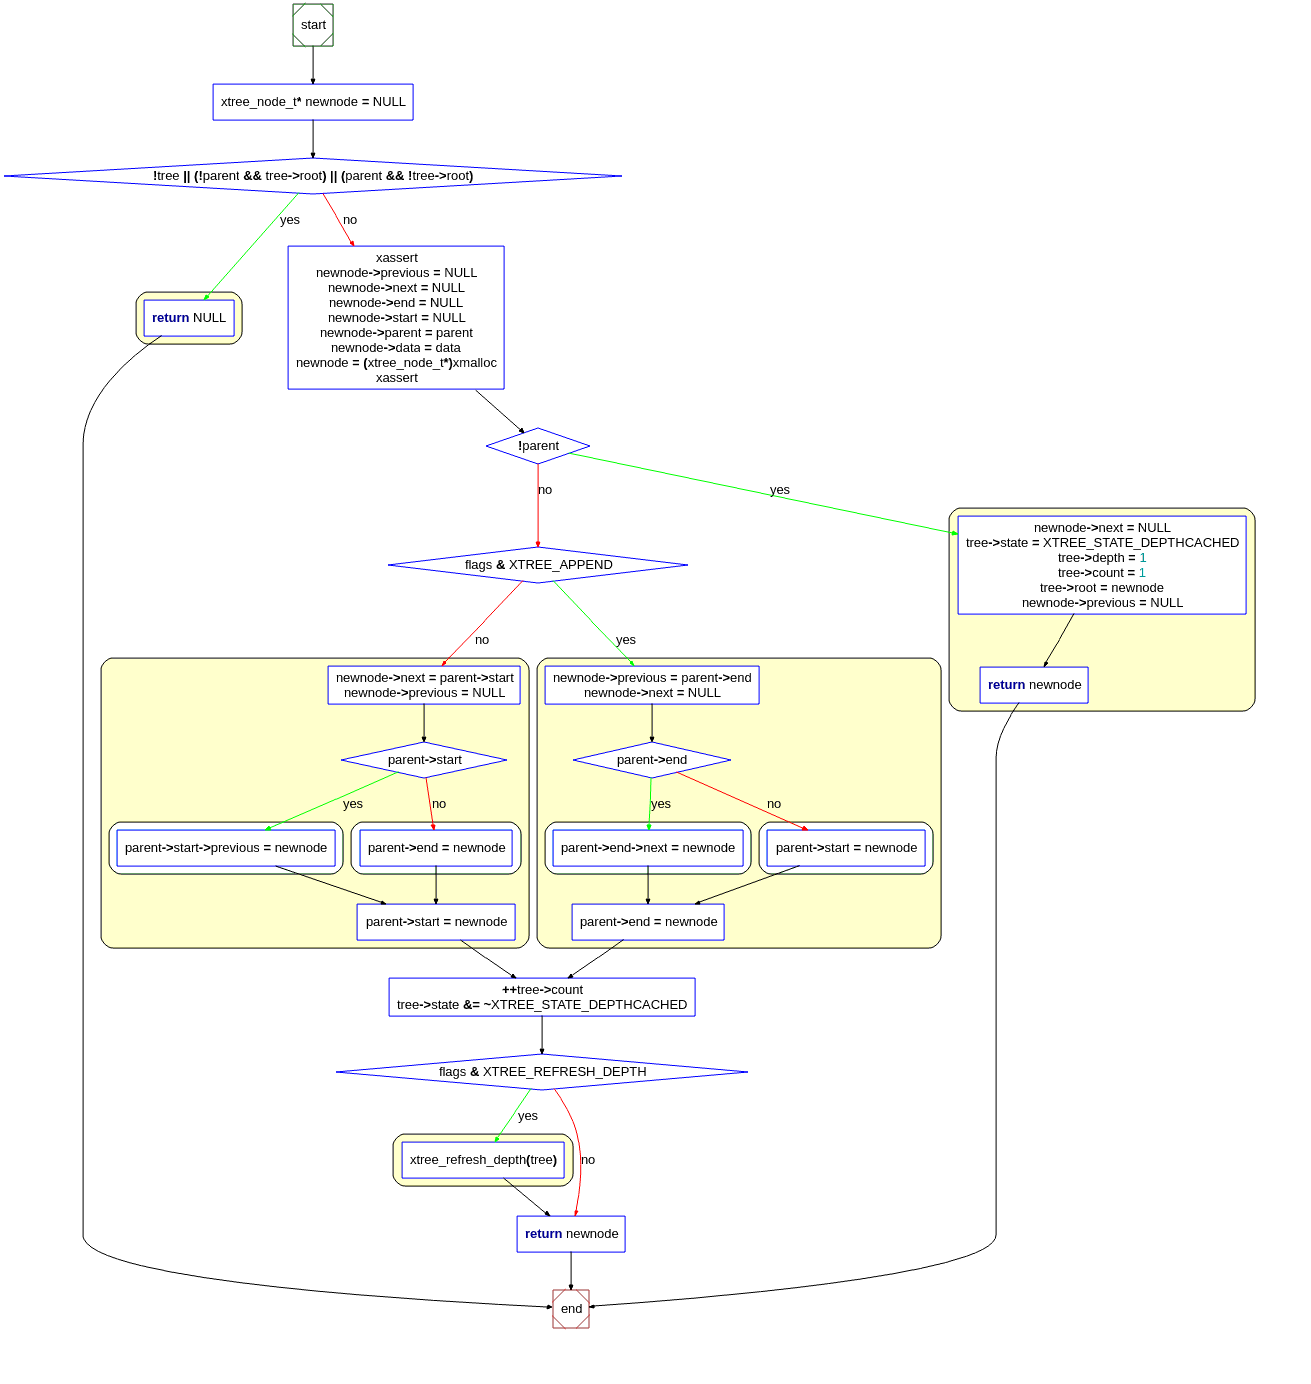 start
xtree_node_t* newnode = NULL
!tree || (!parent && tree->root) || (parent && !tree->root)
yes
no
xassert
newnode->previous = NULL
newnode->next = NULL
newnode->end = NULL
newnode->start = NULL
newnode->parent = parent
newnode->data = data
newnode = (xtree_node_t*)xmalloc
xassert
return NULL
!parent
no
yes
newnode->next = NULL
tree->state = XTREE_STATE_DEPTHCACHED
tree->depth = 1
tree->count = 1
tree->root = newnode
newnode->previous = NULL
return newnode
flags & XTREE_APPEND
no
yes
newnode->next = parent->start
newnode->previous = NULL
newnode->previous = parent->end
newnode->next = NULL
parent->start
parent->end
yes
no
yes
no
parent->start->previous = newnode
parent->end = newnode
parent->end->next = newnode
parent->start = newnode
parent->start = newnode
parent->end = newnode
++tree->count
tree->state &= ~XTREE_STATE_DEPTHCACHED
flags & XTREE_REFRESH_DEPTH
yes
no
xtree_refresh_depth(tree)
return newnode
end